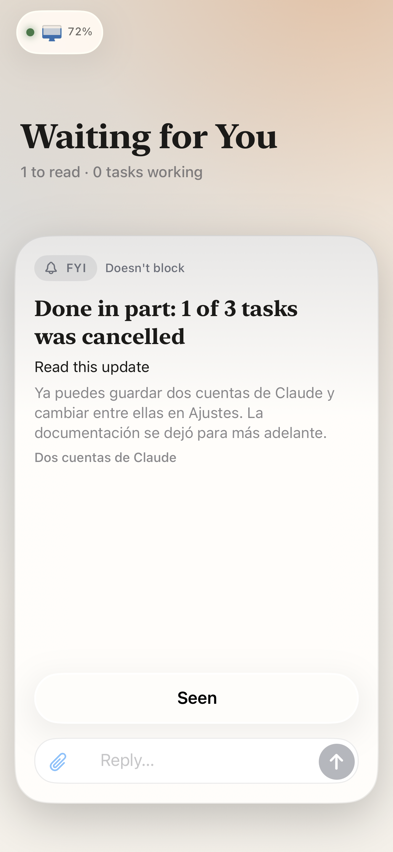 72%
Waiting for You
1 to read · 0 tasks working
FYI Doesn't block
Done in part: 1 of 3 tasks
was cancelled
Read this update
Ya puedes guardar dos cuentas de Claude y
cambiar entre ellas en Ajustes. La
documentación se dejó para más adelante.
Dos cuentas de Claude
Seen
Reply...